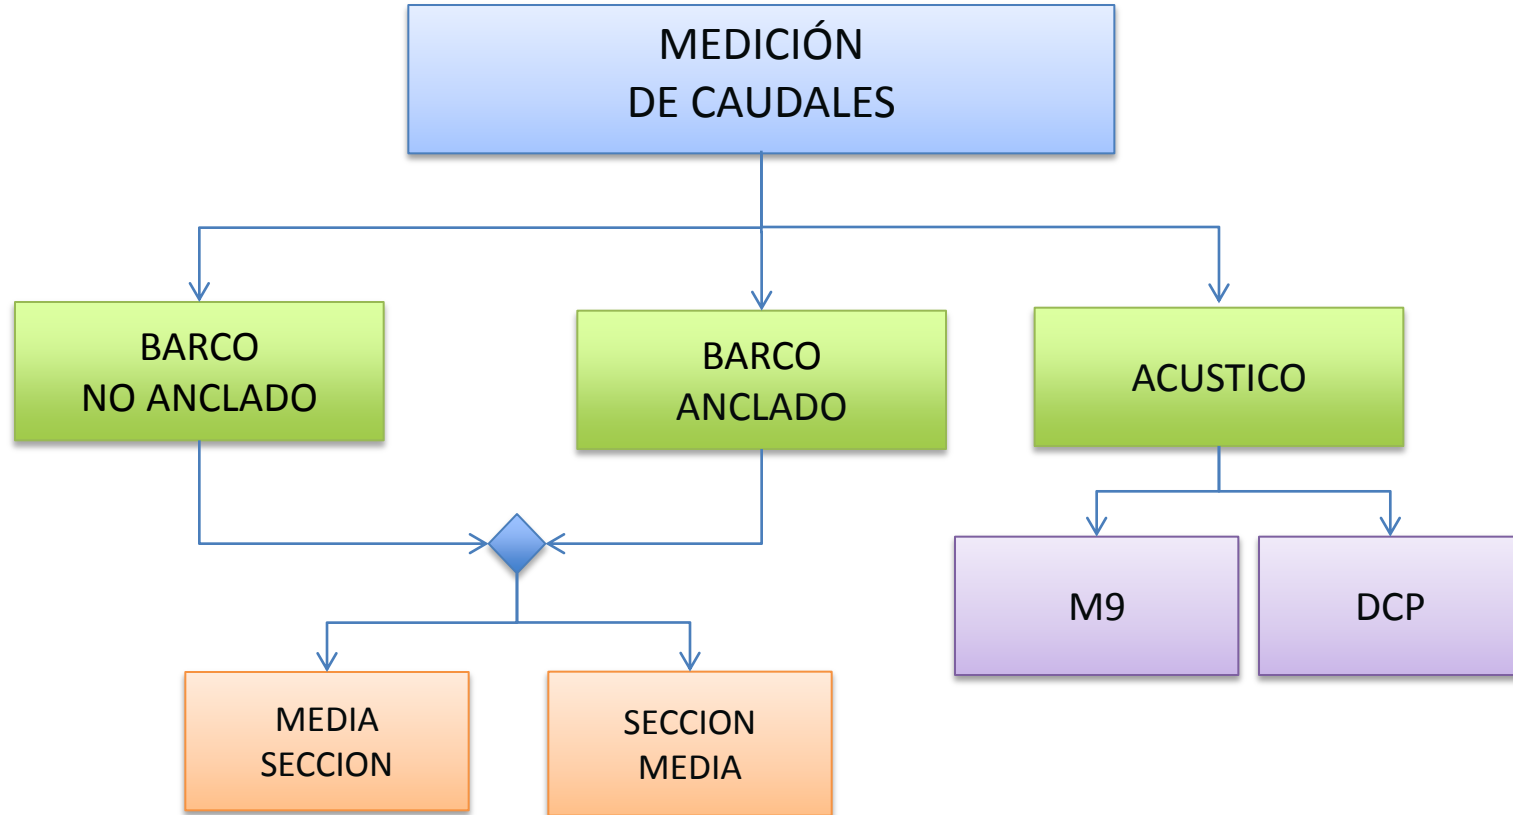 MEDICIÓN
DE CAUDALES
BARCO
NO ANCLADO
BARCO
ANCLADO
ACUSTICO
M9
DCP
MEDIA
SECCION
SECCION
MEDIA